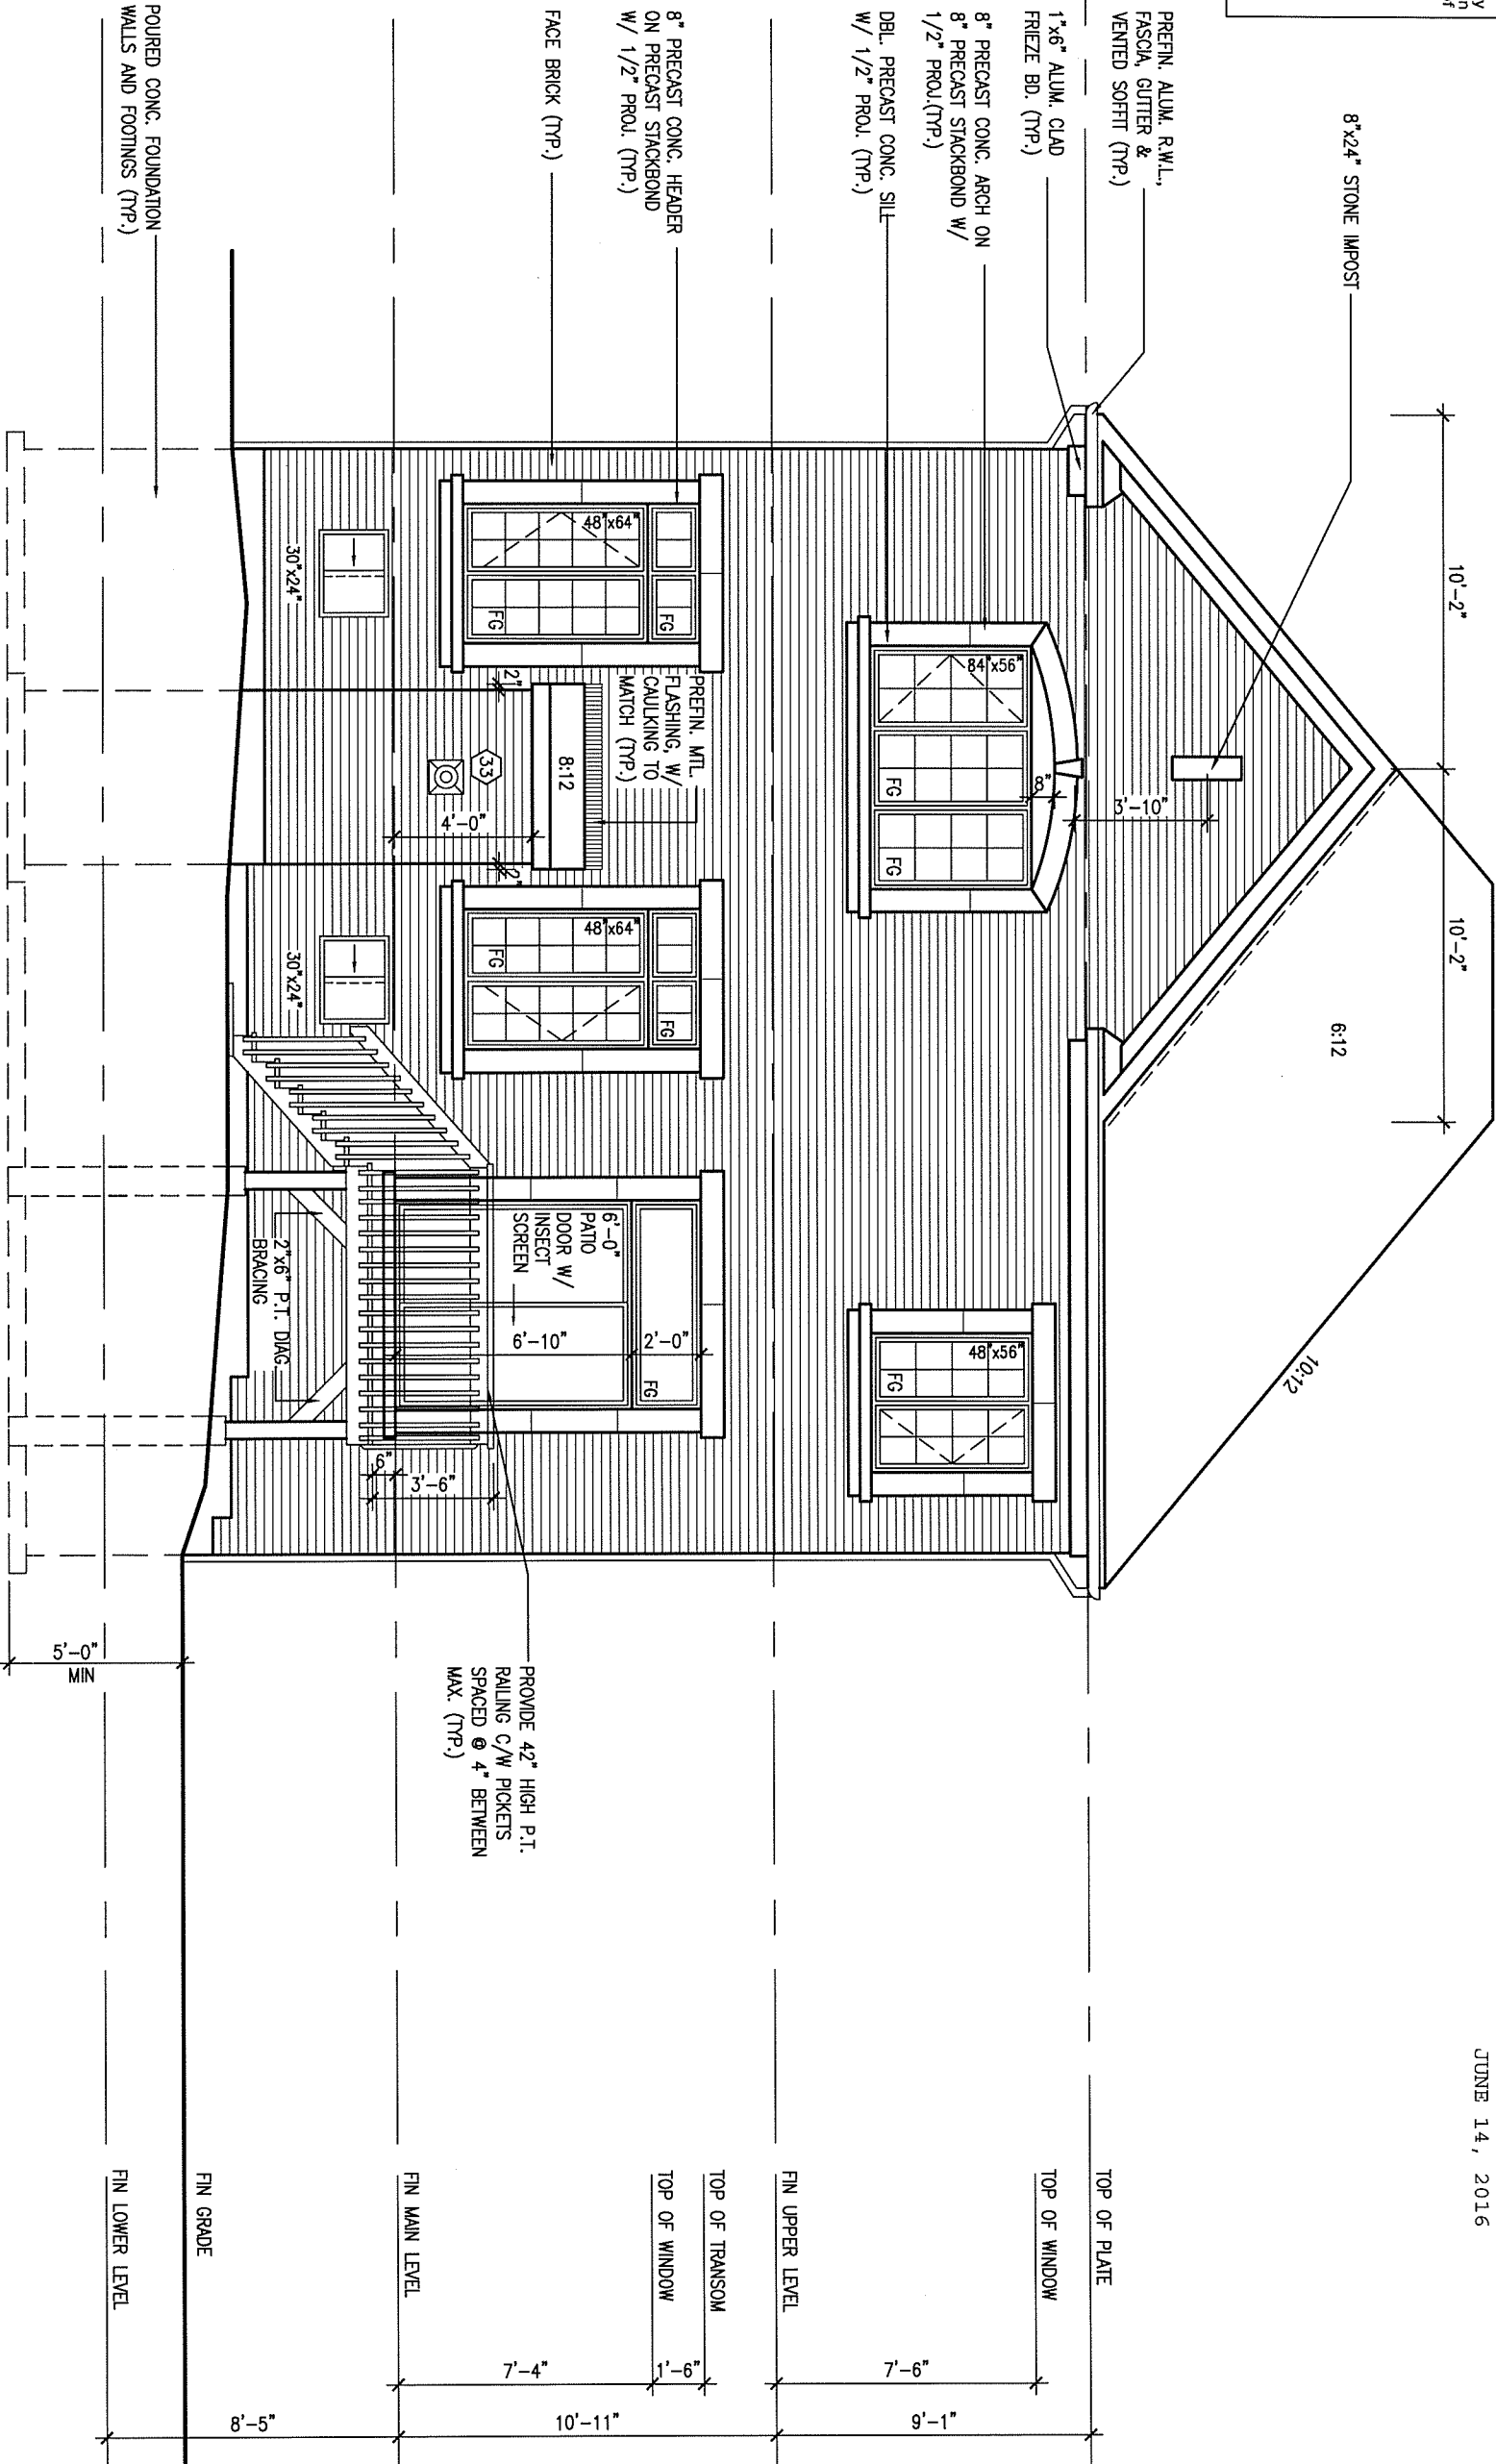 y
n
f
JUNE 14, 2016
8"x24" STONE IMPOST
PREFIN. ALUM. R.W.L.,
FASCIA, GUTTER &
VENTED SOFFIT (TYP.)
1"x6" ALUM. CLAD
FRIEZE BD. (TYP.)
8" PRECAST CONC. ARCH ON
8" PRECAST STACKBOND W/
1/2" PROJ.(TYP.)
DBL. PRECAST CONC. SILL
W/ 1/2" PROJ. (TYP.)
8" PRECAST CONC. HEADER
ON PRECAST STACKBOND
W/ 1/2" PROJ. (TYP.)
FACE BRICK (TYP.)
POURED CONC. FOUNDATION
WALLS AND FOOTINGS (TYP.)
10'-2"
10'-2"
6:12
10:12
3'-10"
8"
84"x56"
FG
FG
48"x56"
FG
48"x64"
FG
FG
PREFIN. MTL.
FLASHING, W/
CAULKING TO
MATCH (TYP.)
8:12
2"
2"
33
4'-0"
48"x64"
FG
FG
30"x24"
30"x24"
6'-0"
PATIO
DOOR W/
INSECT
SCREEN
6'-10"
2'-0"
FG
6"
3'-6"
2"x6" P.T. DIAG
BRACING
PROVIDE 42" HIGH P.T.
RAILING C/W PICKETS
SPACED @ 4" BETWEEN
MAX. (TYP.)
5'-0"
MIN
TOP OF PLATE
TOP OF WINDOW
FIN UPPER LEVEL
TOP OF TRANSOM
TOP OF WINDOW
FIN MAIN LEVEL
FIN GRADE
FIN LOWER LEVEL
7'-6"
9'-1"
1'-6"
7'-4"
10'-11"
8'-5"